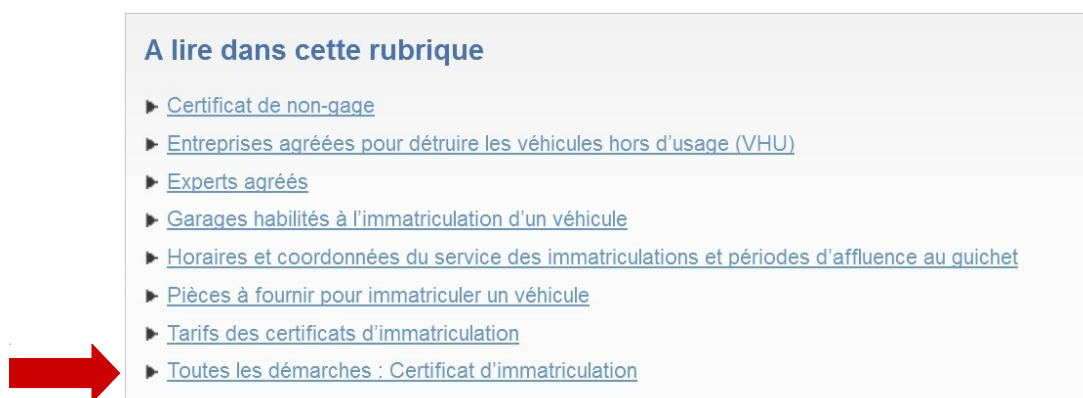 A lire dans cette rubrique
Certificat de non-gage
Entreprises agréées pour détruire les véhicules hors d'usage (VHU)
Experts agréés
Garages habilités à l'immatriculation d'un véhicule
Horaires et coordonnées du service des immatriculations et périodes d'affluence au guichet
Pièces à fournir pour immatriculer un véhicule
Tarifs des certificats d'immatriculation
Toutes les démarches : Certificat d'immatriculation